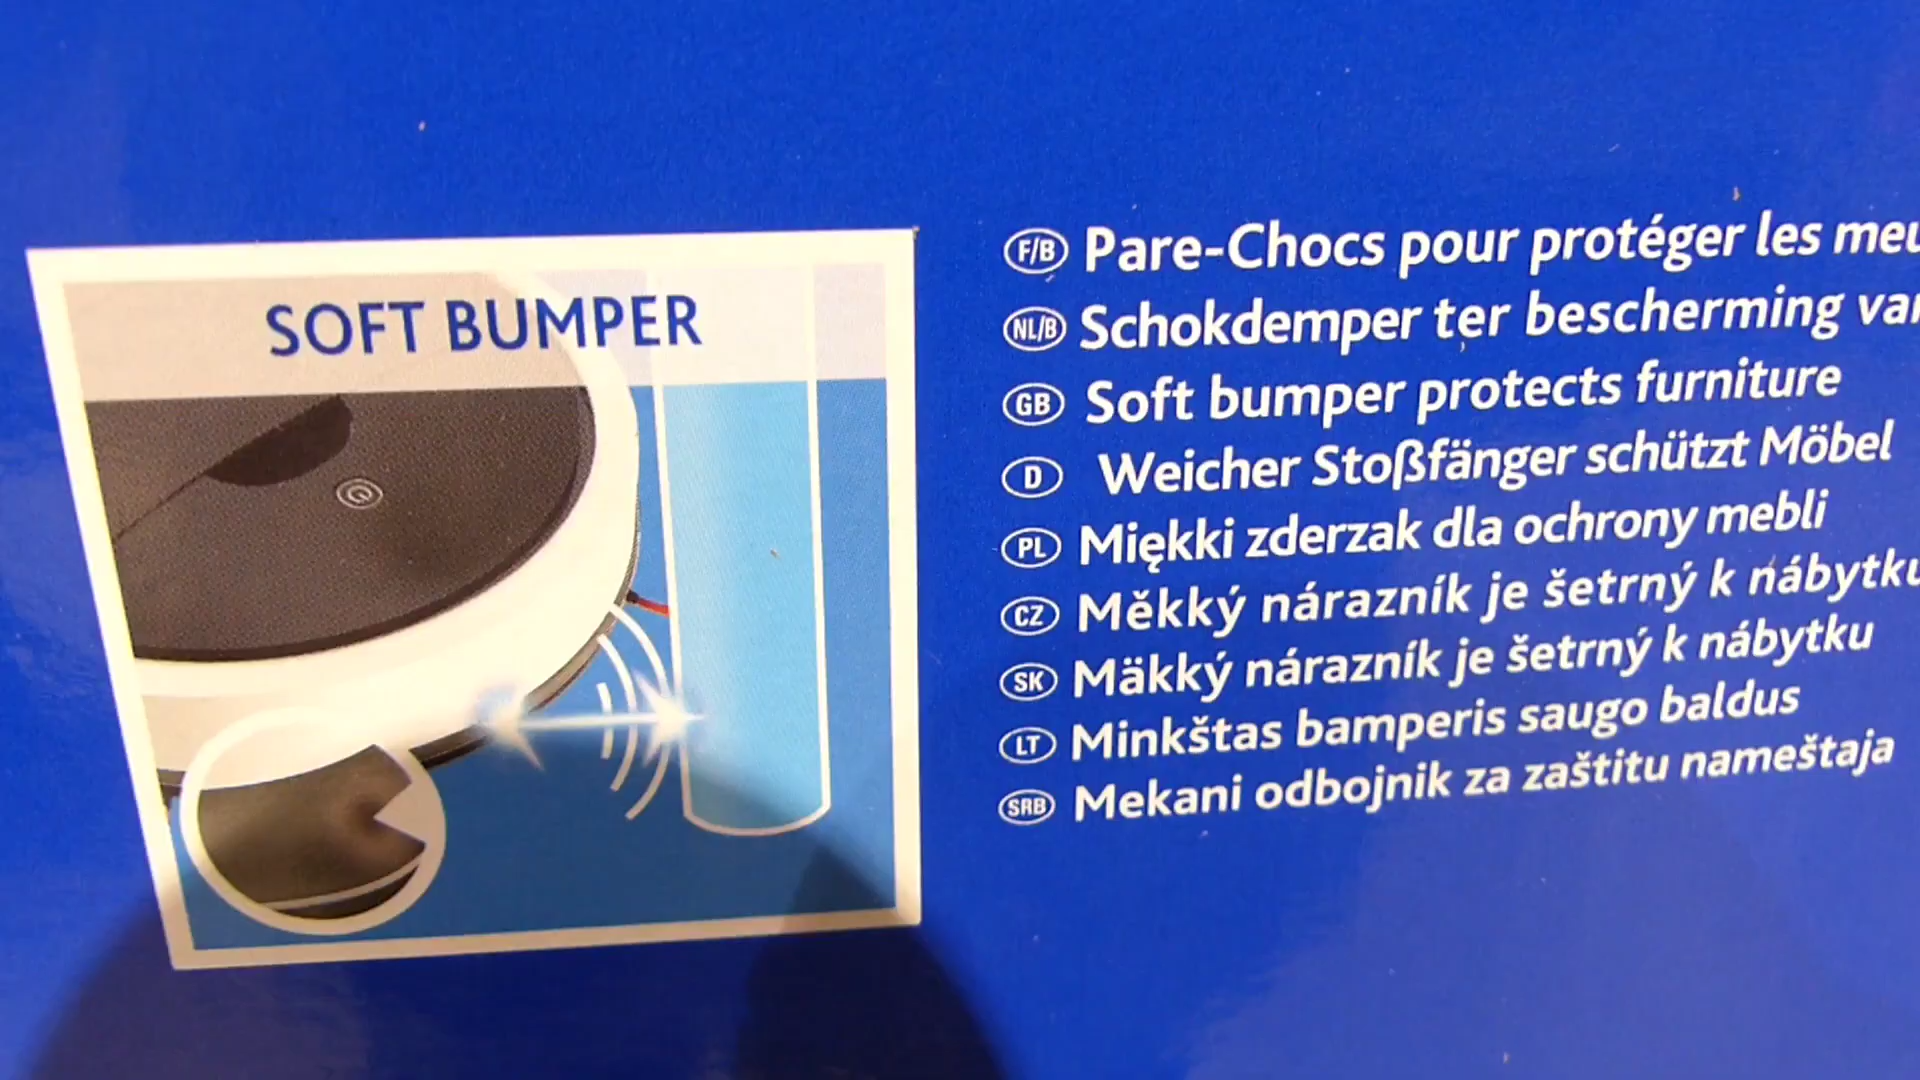 SOFT BUMPER
F/B Pare-Chocs pour protéger les
NL/B Schokdemper ter bescherming
GB Soft bumper protects furniture
D Weicher Stoßfänger schützt Möbel
PL Miękki zderzak dla ochrony mebli
CZ Měkký nárazník je šetrný k nábytku
SK Mäkký nárazník je šetrný k nábytku
LT Minkštas bamperis saugo baldus
SRB Mekani odbojnik za zaštitu nameštaja